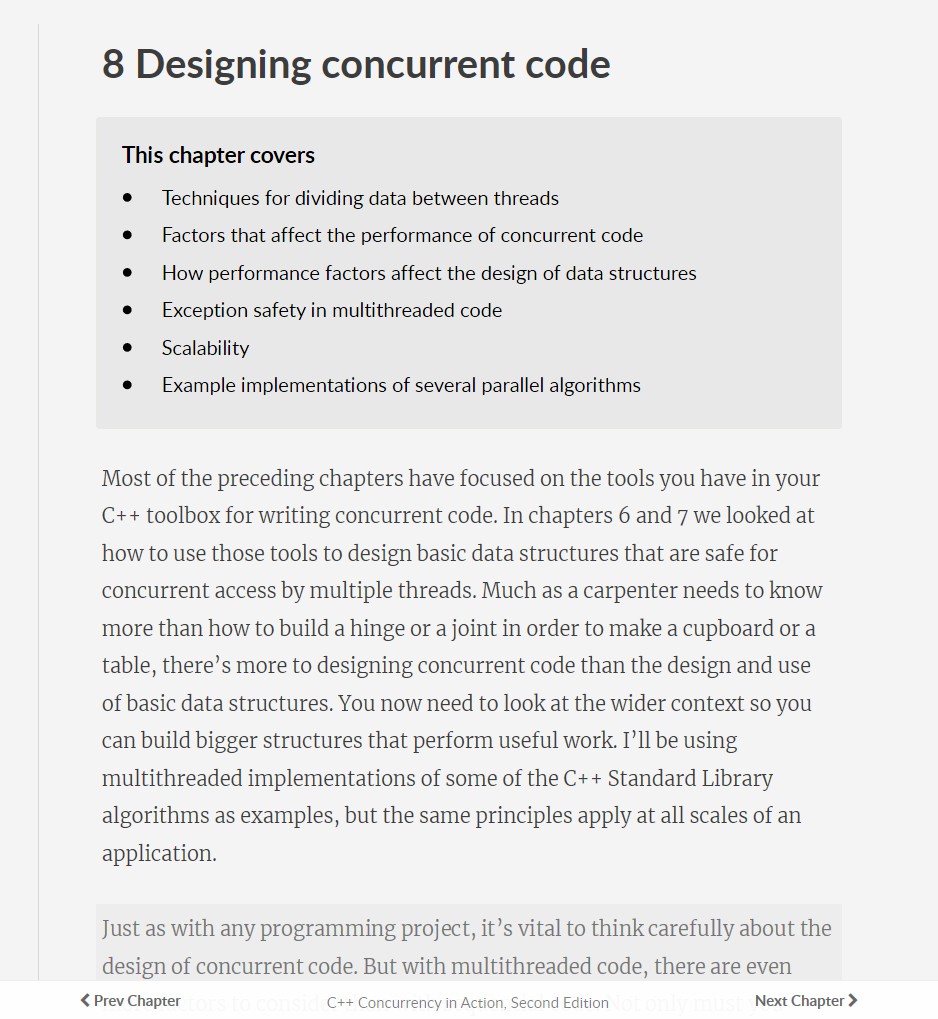 8 Designing concurrent code
This chapter covers
● Techniques for dividing data between threads
● Factors that affect the performance of concurrent code
● How performance factors affect the design of data structures
● Exception safety in multithreaded code
● Scalability
● Example implementations of several parallel algorithms
Most of the preceding chapters have focused on the tools you have in your
C++ toolbox for writing concurrent code. In chapters 6 and 7 we looked at
how to use those tools to design basic data structures that are safe for
concurrent access by multiple threads. Much as a carpenter needs to know
more than how to build a hinge or a joint in order to make a cupboard or a
table, there’s more to designing concurrent code than the design and use
of basic data structures. You now need to look at the wider context so you
can build bigger structures that perform useful work. I’ll be using
multithreaded implementations of some of the C++ Standard Library
algorithms as examples, but the same principles apply at all scales of an
application.
Just as with any programming project, it’s vital to think carefully about the
design of concurrent code. But with multithreaded code, there are even
Prev Chapter C++ Concurrency in Action, Second Edition Next Chapter